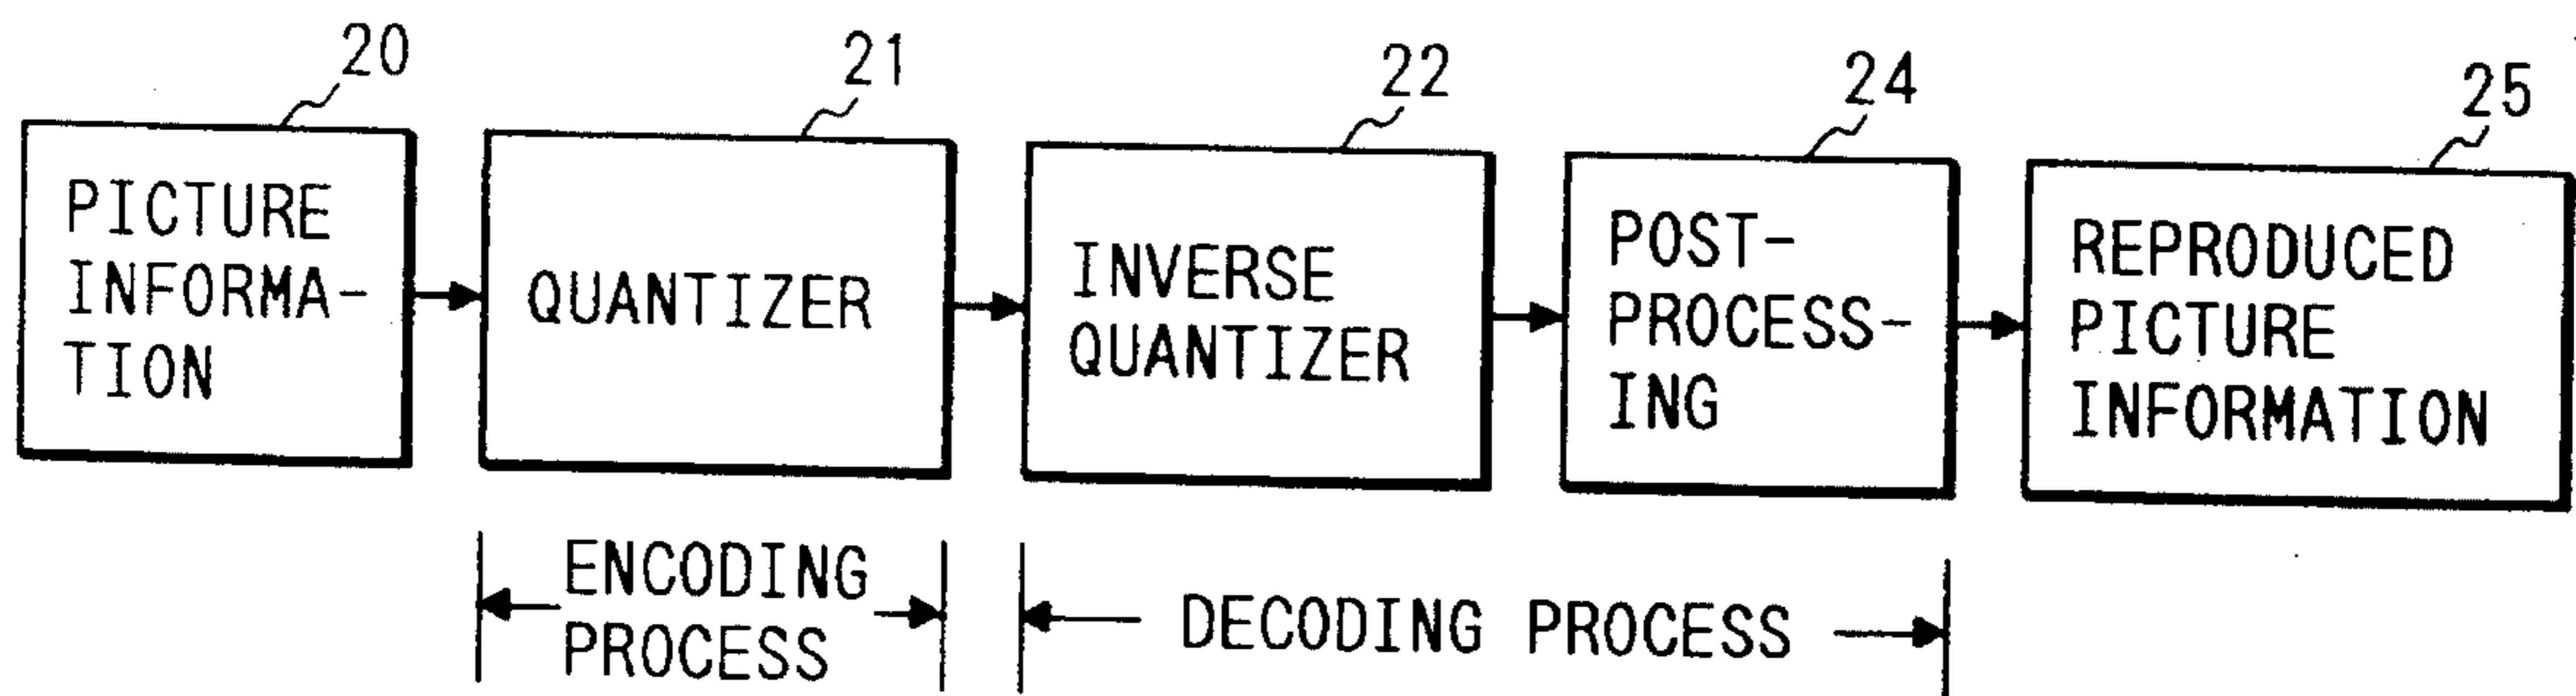 20
21
22
24
25
PICTURE
INFORMA-
TION
QUANTIZER
INVERSE
QUANTIZER
POST-
PROCESS-
ING
REPRODUCED
PICTURE
INFORMATION
ENCODING
PROCESS
DECODING PROCESS